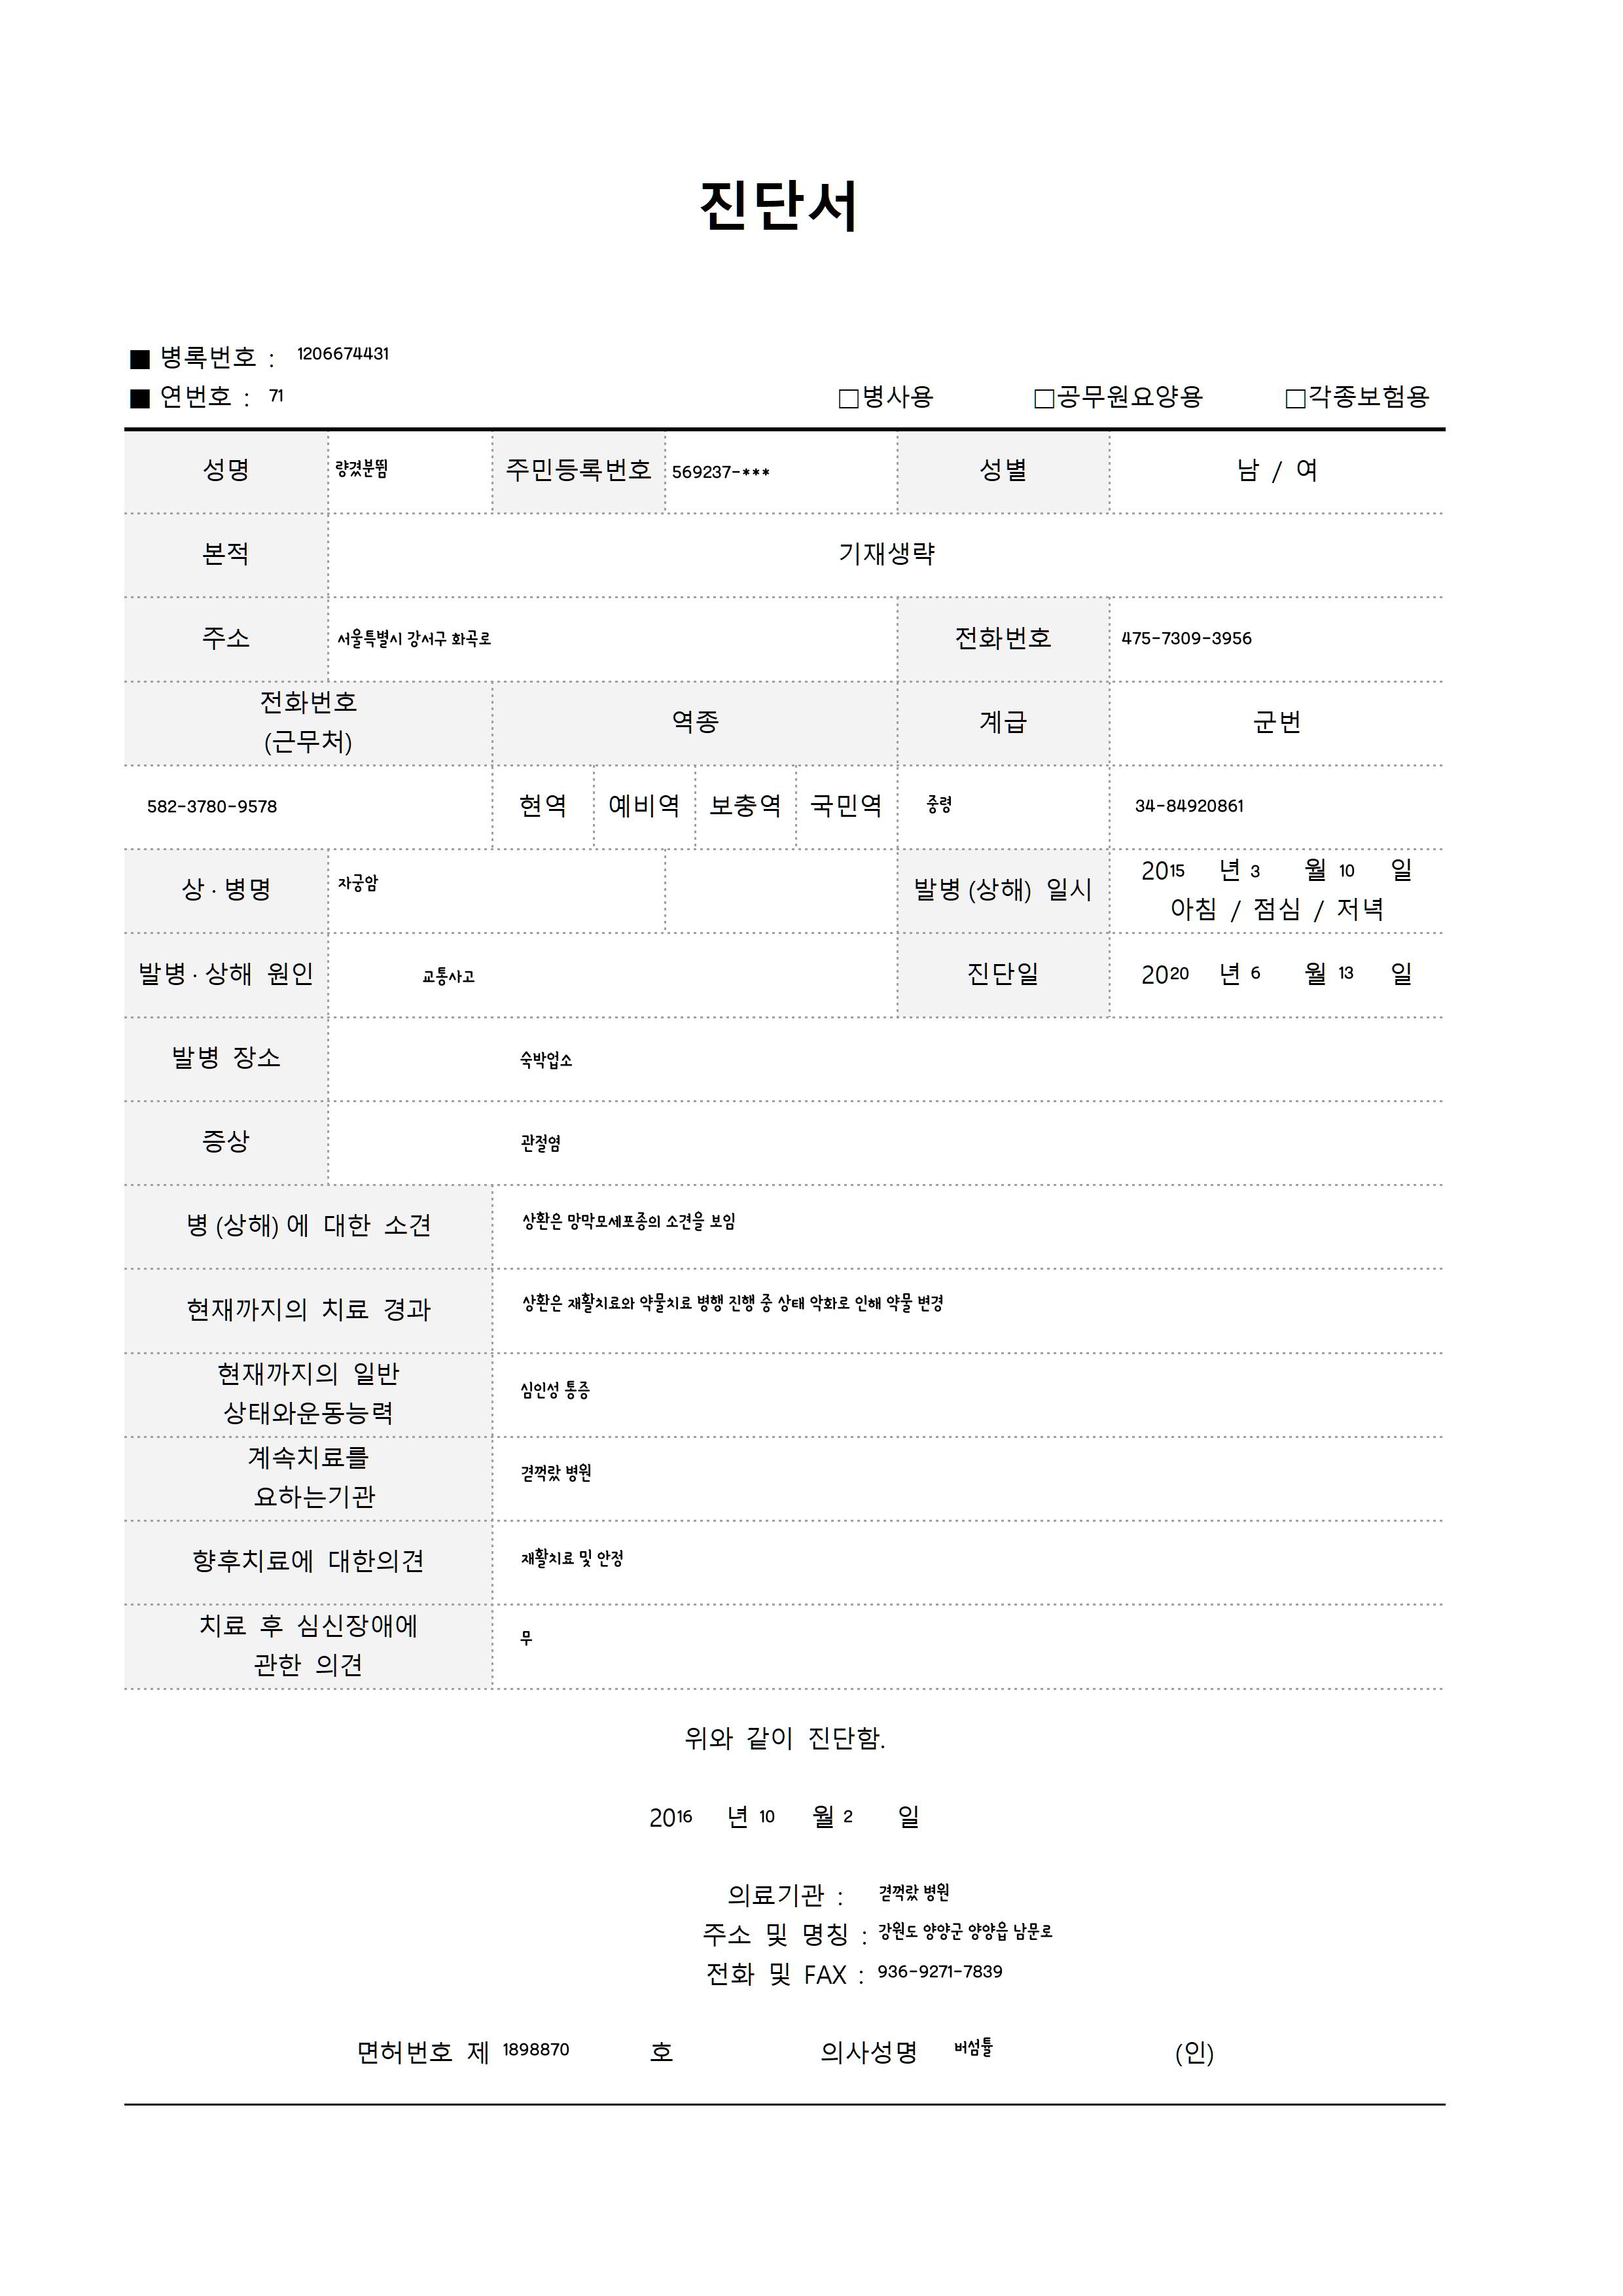 진단서
■ 병록번호 : 1206674431
■ 연번호 : 71 □병사용 □공무원요양용 □각종보험용
성명 량겼분뜀 주민등록번호 569237-*** 성별 남 / 여
본적 기재생략
주소 서울특별시 강서구 화곡로 전화번호 475-7309-3956
전화번호
(근무처) 역종 계급 군번
582-3780-9578 현역 예비역 보충역 국민역 중령 34-84920861
상·병명 자궁암 발병(상해) 일시 2015 년 3 월 10 일
아침 / 점심 / 저녁
발병·상해 원인 교통사고 진단일 2020 년 6 월 13 일
발병 장소 숙박업소
증상 관절염
병(상해)에 대한 소견 상환은 망막모세포종의 소견을 보임
현재까지의 치료 경과 상환은 재활치료와 약물치료 병행 진행 중 상태 악화로 인해 약물 변경
현재까지의 일반
상태와운동능력 심인성 통증
계속치료를
요하는기관 병원
향후치료에 대한의견 재활치료 및 안정
치료 후 심신장애에
관한 의견 무
위와 같이 진단함.
2016 년 10 월 2 일
의료기관 : 병원
주소 및 명칭 : 강원도 양양군 양양읍 남문로
전화 및 FAX : 936-9271-7839
면허번호 제 1898870 호 의사성명 버섬튤 (인)